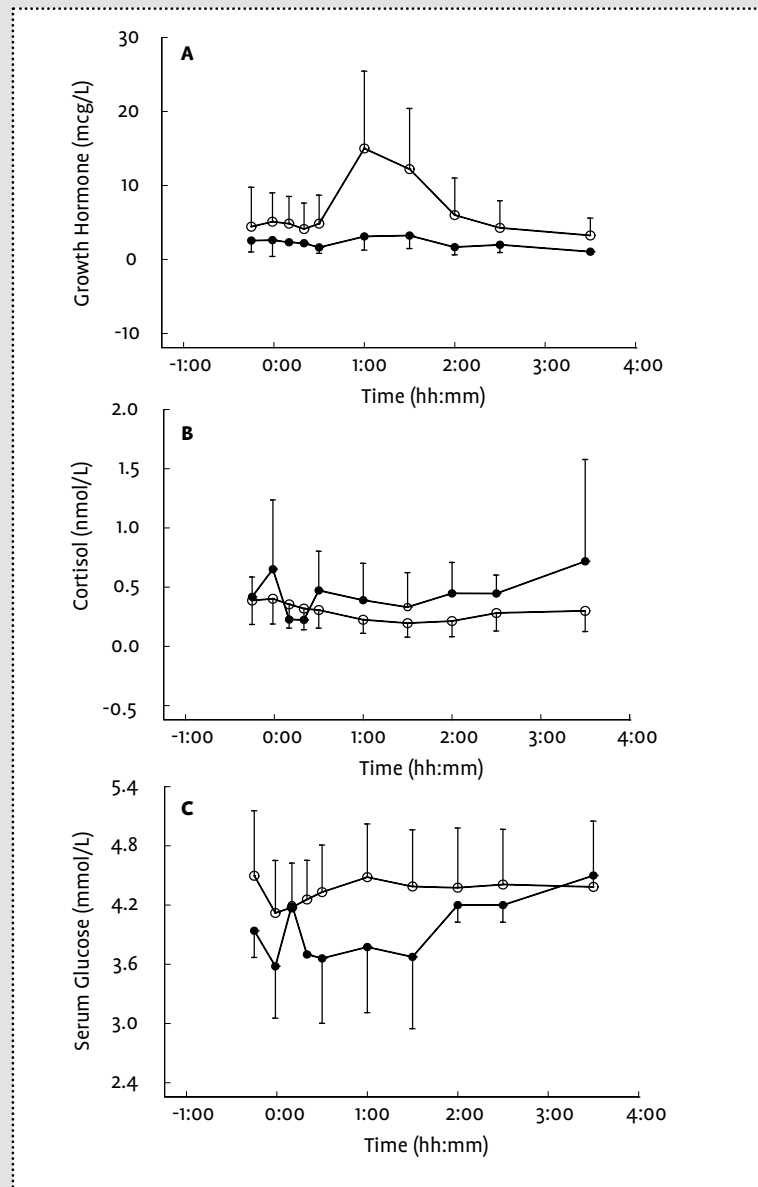 A
Growth Hormone (mcg/L)
30
20
10
0
-10
-1:00 0:00 1:00 2:00 3:00 4:00
Time (hh:mm)
B
Cortisol (nmol/L)
2.0
1.5
1.0
0.5
0.0
-0.5
-1:00 0:00 1:00 2:00 3:00 4:00
Time (hh:mm)
C
Serum Glucose (mmol/L)
5.4
4.8
4.2
3.6
3.0
2.4
-1:00 0:00 1:00 2:00 3:00 4:00
Time (hh:mm)